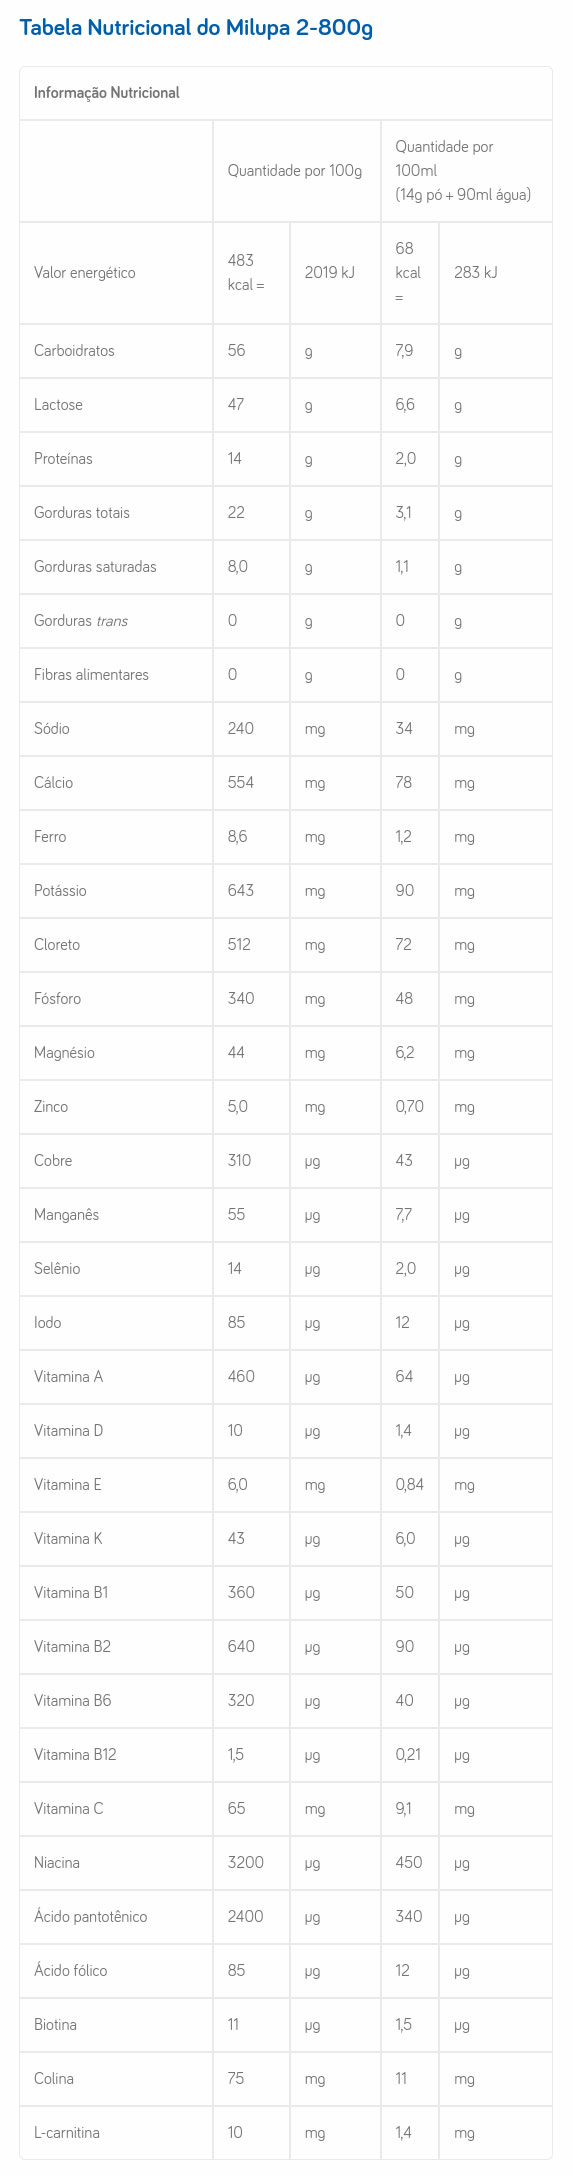 Tabela Nutricional do Milupa 2-800g
Informação Nutricional
Quantidade por 100g
Quantidade por
100ml
(14g pó + 90ml água)
Valor energético 483 kcal = 2019 kJ 68 kcal = 283 kJ
Carboidratos 56 g 7,9 g
Lactose 47 g 6,6 g
Proteínas 14 g 2,0 g
Gorduras totais 22 g 3,1 g
Gorduras saturadas 8,0 g 1,1 g
Gorduras trans 0 g 0 g
Fibras alimentares 0 g 0 g
Sódio 240 mg 34 mg
Cálcio 554 mg 78 mg
Ferro 8,6 mg 1,2 mg
Potássio 643 mg 90 mg
Cloreto 512 mg 72 mg
Fósforo 340 mg 48 mg
Magnésio 44 mg 6,2 mg
Zinco 5,0 mg 0,70 mg
Cobre 310 µg 43 µg
Manganês 55 µg 7,7 µg
Selênio 14 µg 2,0 µg
Iodo 85 µg 12 µg
Vitamina A 460 µg 64 µg
Vitamina D 10 µg 1,4 µg
Vitamina E 6,0 mg 0,84 mg
Vitamina K 43 µg 6,0 µg
Vitamina B1 360 µg 50 µg
Vitamina B2 640 µg 90 µg
Vitamina B6 320 µg 40 µg
Vitamina B12 1,5 µg 0,21 µg
Vitamina C 65 mg 9,1 mg
Niacina 3200 µg 450 µg
Ácido pantotênico 2400 µg 340 µg
Ácido fólico 85 µg 12 µg
Biotina 11 µg 1,5 µg
Colina 75 mg 11 mg
L-carnitina 10 mg 1,4 mg